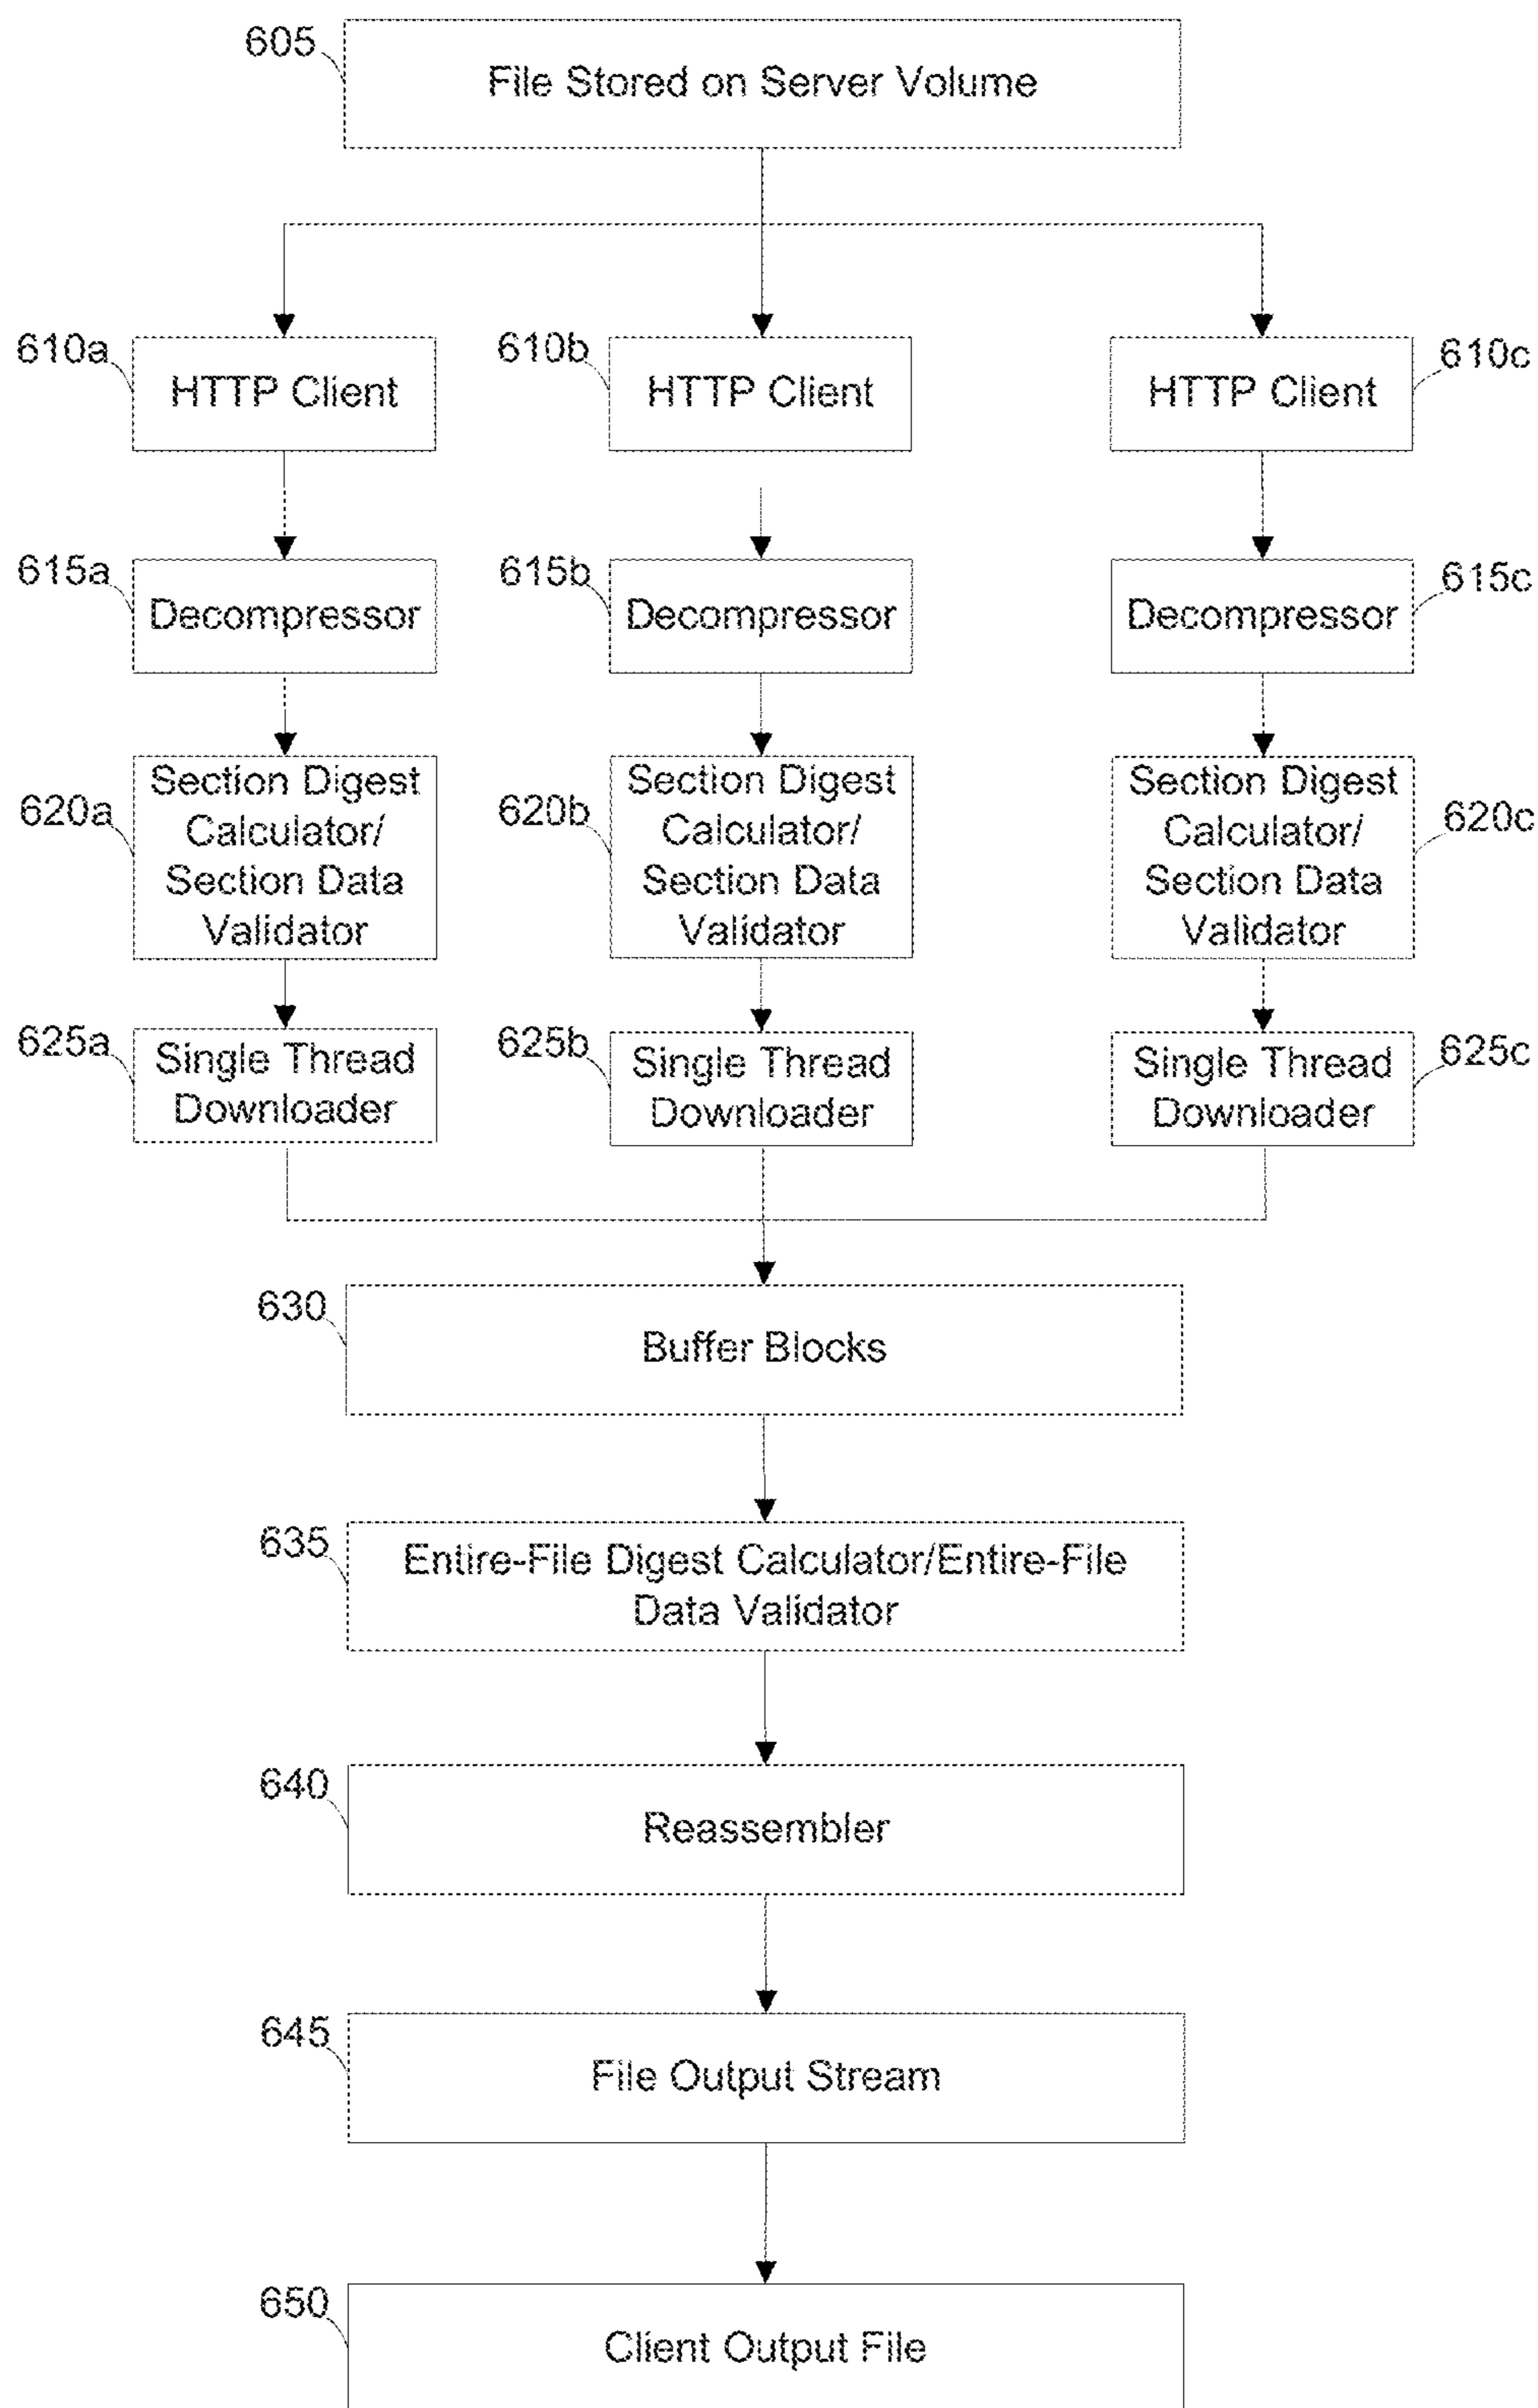 605
File Stored on Server Volume
610a
HTTP Client
610b
HTTP Client
610c
HTTP Client
615a
Decompressor
615b
Decompressor
615c
Decompressor
620a
Section Digest
Calculator/
Section Data
Validator
620b
Section Digest
Calculator/
Section Data
Validator
620c
Section Digest
Calculator/
Section Data
Validator
625a
Single Thread
Downloader
625b
Single Thread
Downloader
625c
Single Thread
Downloader
630
Buffer Blocks
635
Entire-File Digest Calculator/Entire-File
Data Validator
640
Reassembler
645
File Output Stream
650
Client Output File